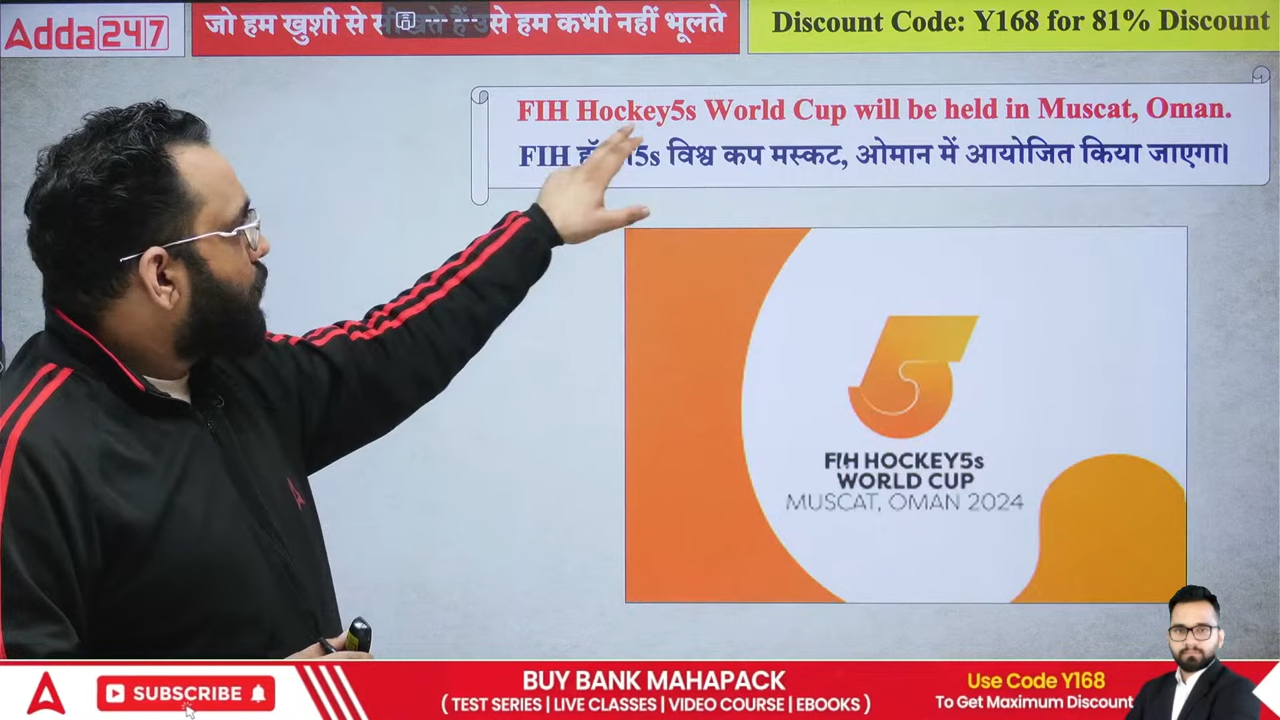 Adda247
जो हम खुशी से से हम कभी नहीं भूलते
Discount Code: Y168 for 81% Discount
FIH Hockey5s World Cup will be held in Muscat, Oman.
FIH 5s विश्व कप मस्कट, ओमान में आयोजित किया जाएगा।
5
FIH HOCKEY5s
WORLD CUP
MUSCAT, OMAN 2024
SUBSCRIBE
BUY BANK MAHAPACK
( TEST SERIES | LIVE CLASSES | VIDEO COURSE | EBOOKS )
Use Code Y168
To Get Maximum Discount